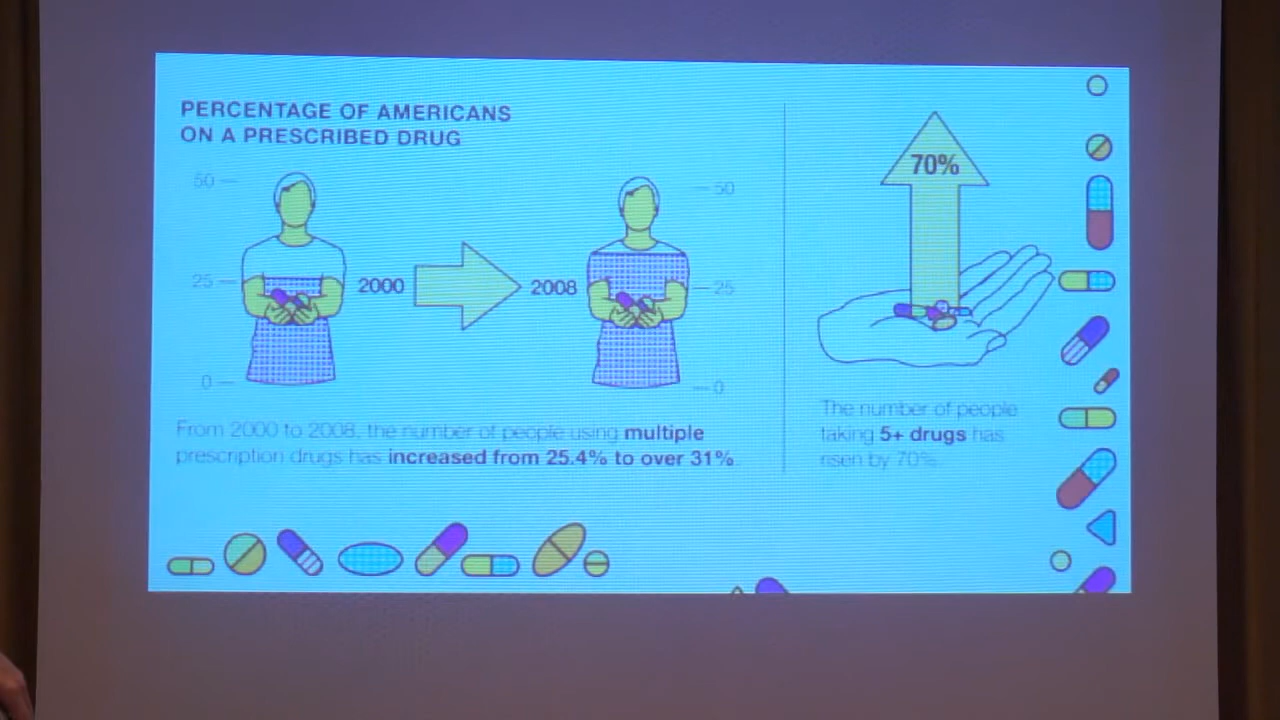 PERCENTAGE OF AMERICANS
ON A PRESCRIBED DRUG
50
25
0
2000
2008
50
25
0
From 2000 to 2008, the number of people using multiple
prescription drugs has increased from 25.4% to over 31%
70%
The number of people
taking 5+ drugs has
risen by 70%